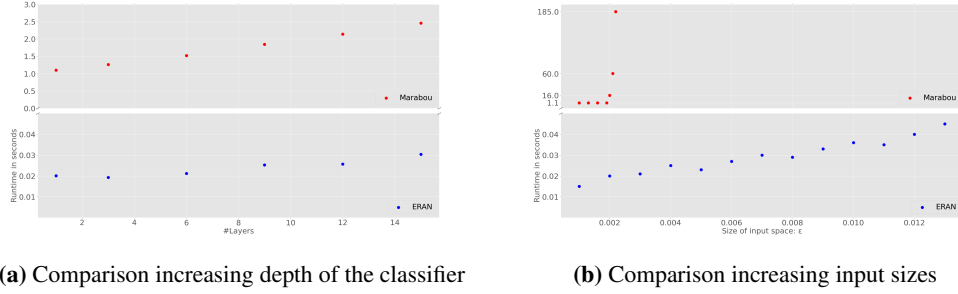 3.0
2.5
2.0
1.5
1.0
0.5
0.0
Marabou
0.04
0.03
0.02
0.01
Runtime in seconds
ERAN
2 4 6 8 10 12 14
#Layers
(a) Comparison increasing depth of the classifier
185.0
60.0
16.0
1.1
Marabou
0.04
0.03
0.02
0.01
Runtime in seconds
ERAN
0.002 0.004 0.006 0.008 0.010 0.012
Size of input space: ε
(b) Comparison increasing input sizes